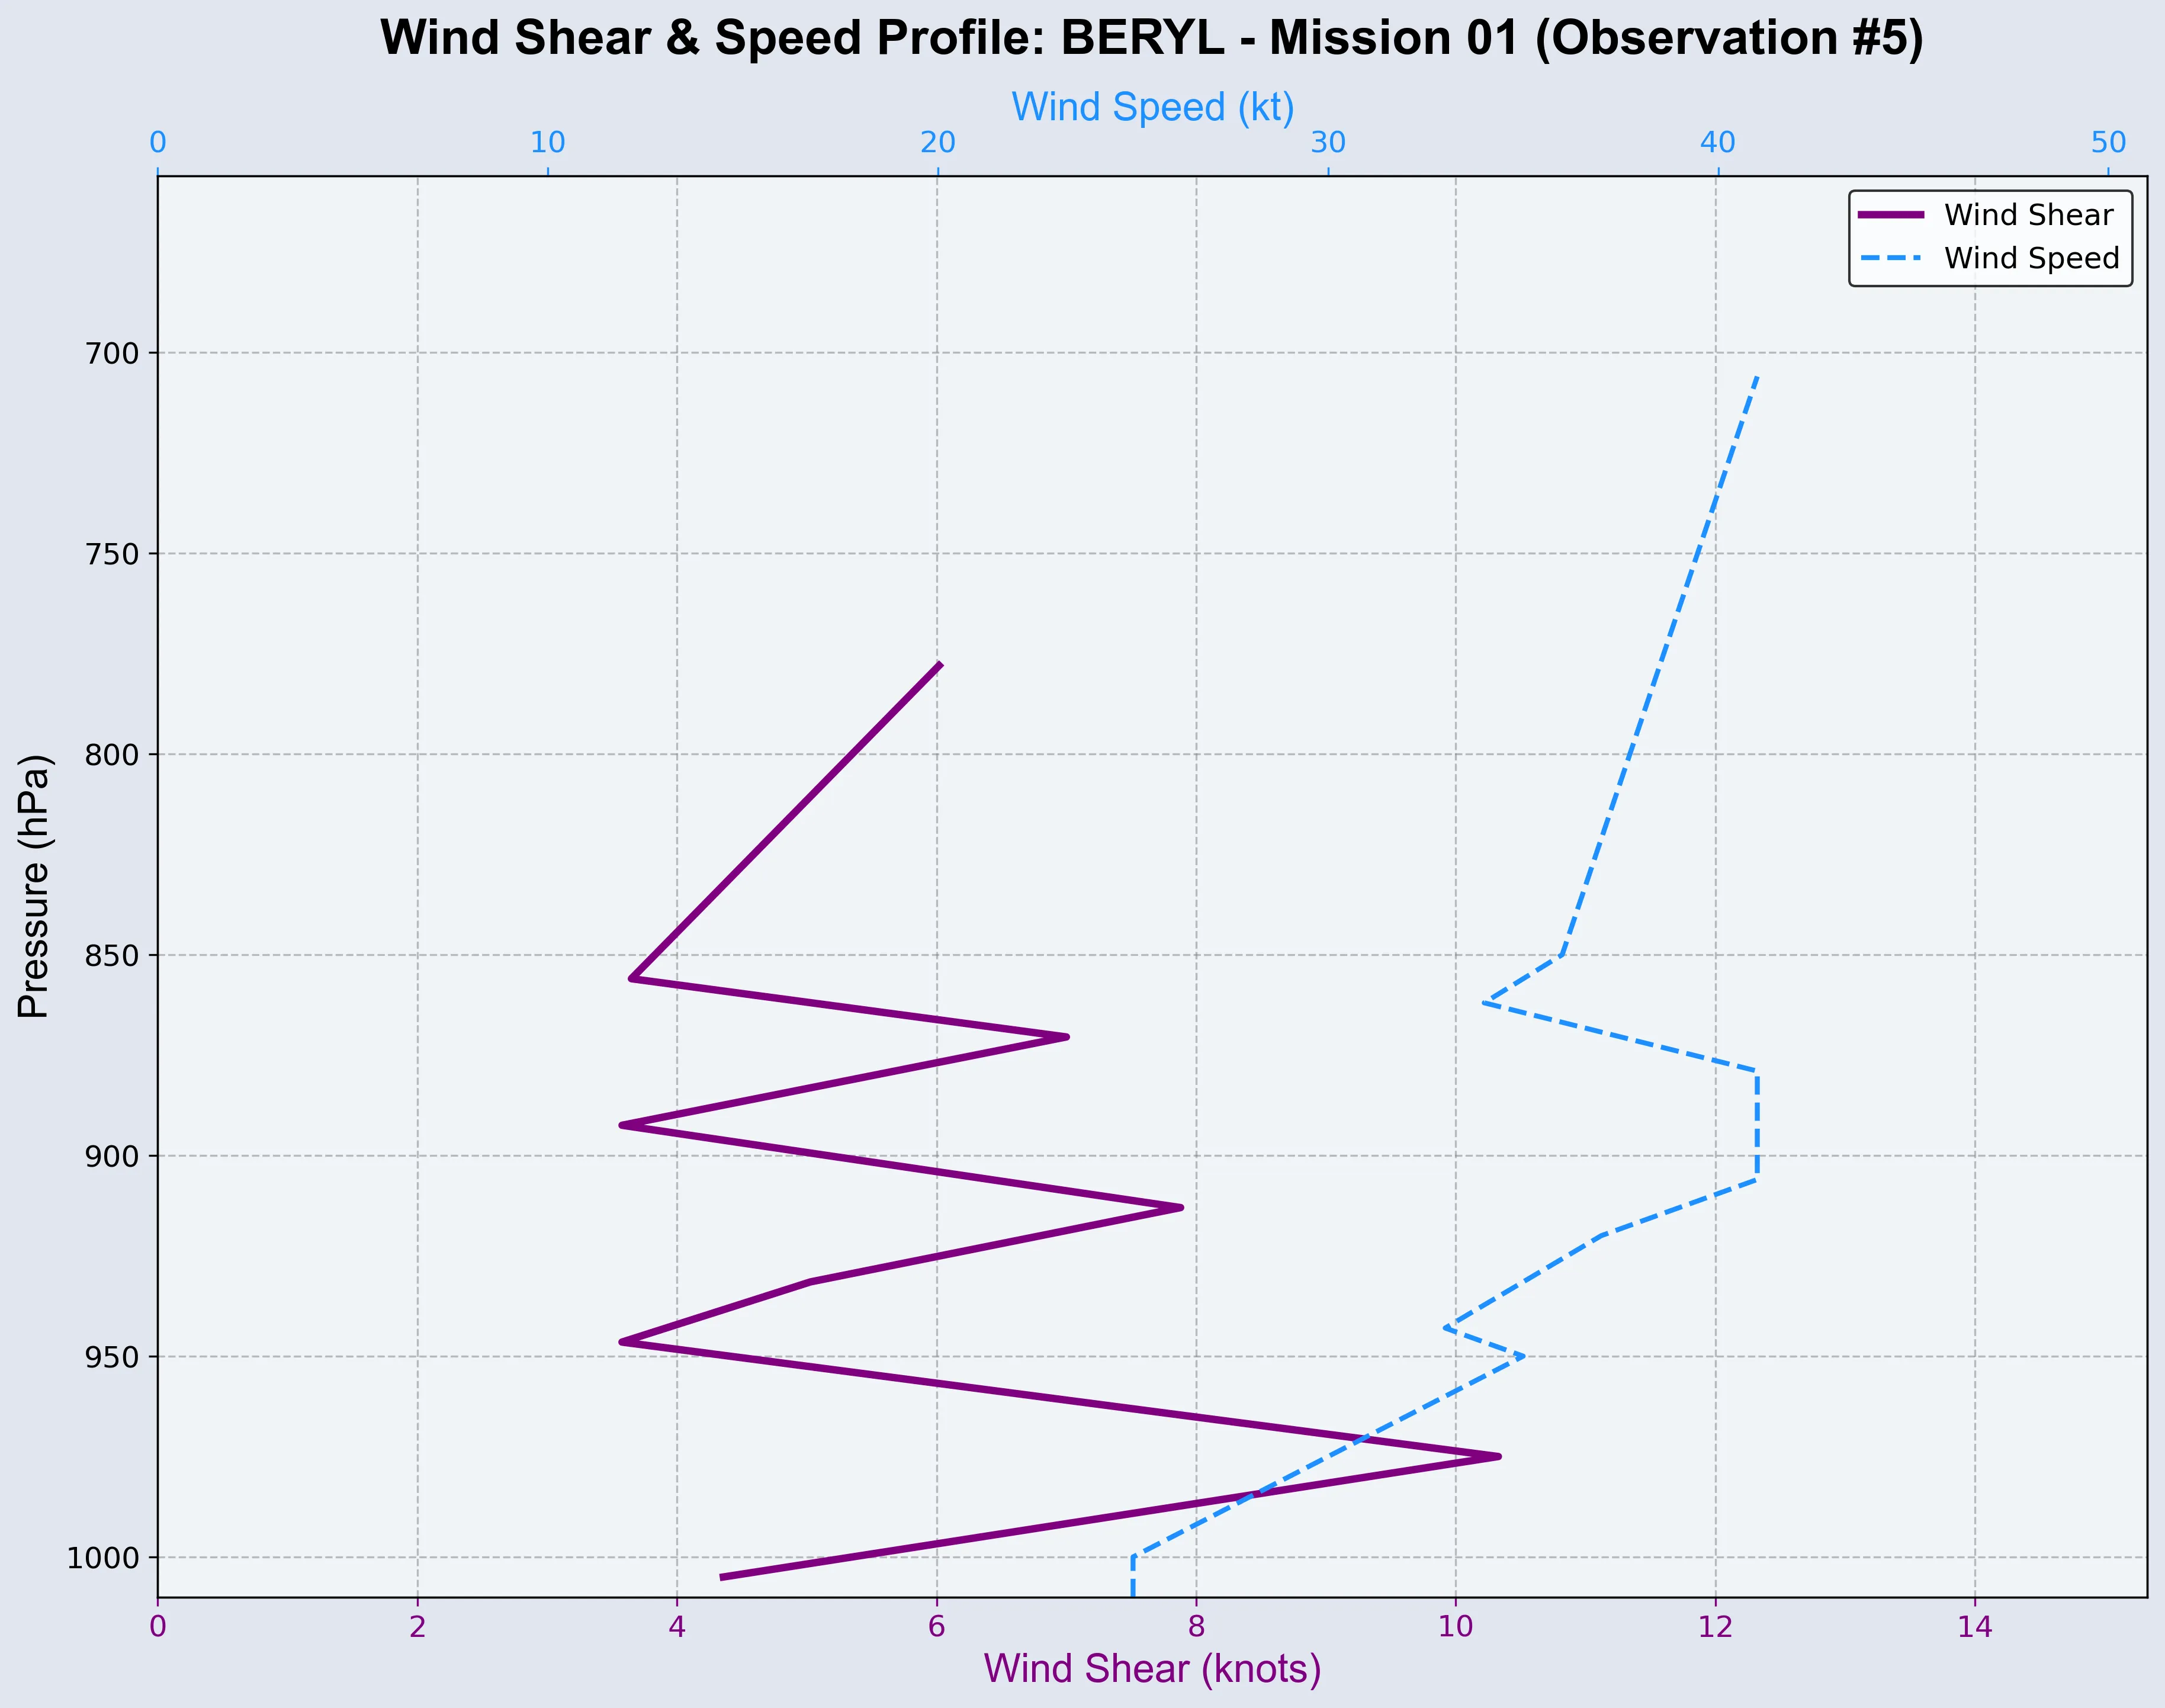 Wind Shear & Speed Profile: BERYL - Mission 01 (Observation #5)
Wind Speed (kt)
0 10 20 30 40 50
Wind Shear
Wind Speed
700
750
800
850
900
950
1000
Pressure (hPa)
0 2 4 6 8 10 12 14
Wind Shear (knots)